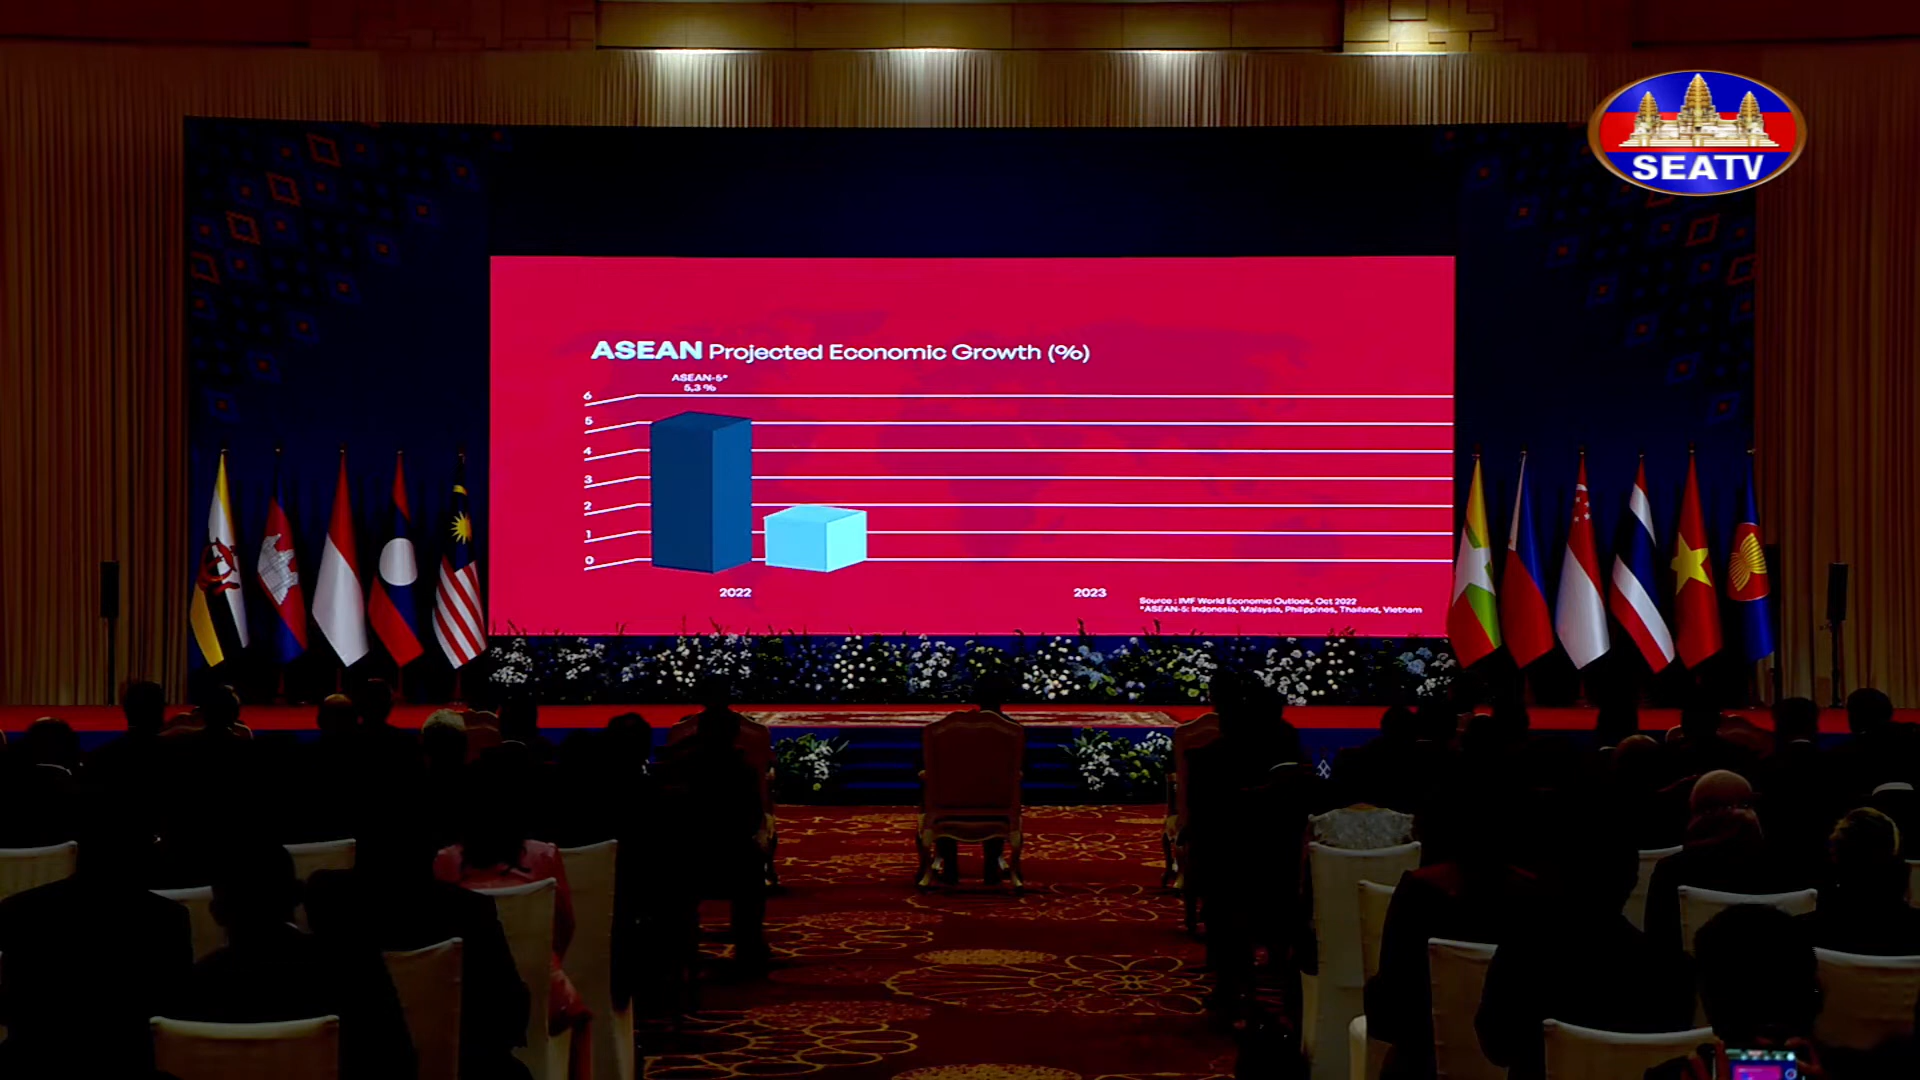 SEATV
ASEAN Projected Economic Growth (%)
ASEAN-5*
5,3 %
6
5
4
3
2
1
0
2022
2023
Source : IMF World Economic Outlook, Oct 2022
*ASEAN-5: Indonesia, Malaysia, Philippines, Thailand, Vietnam